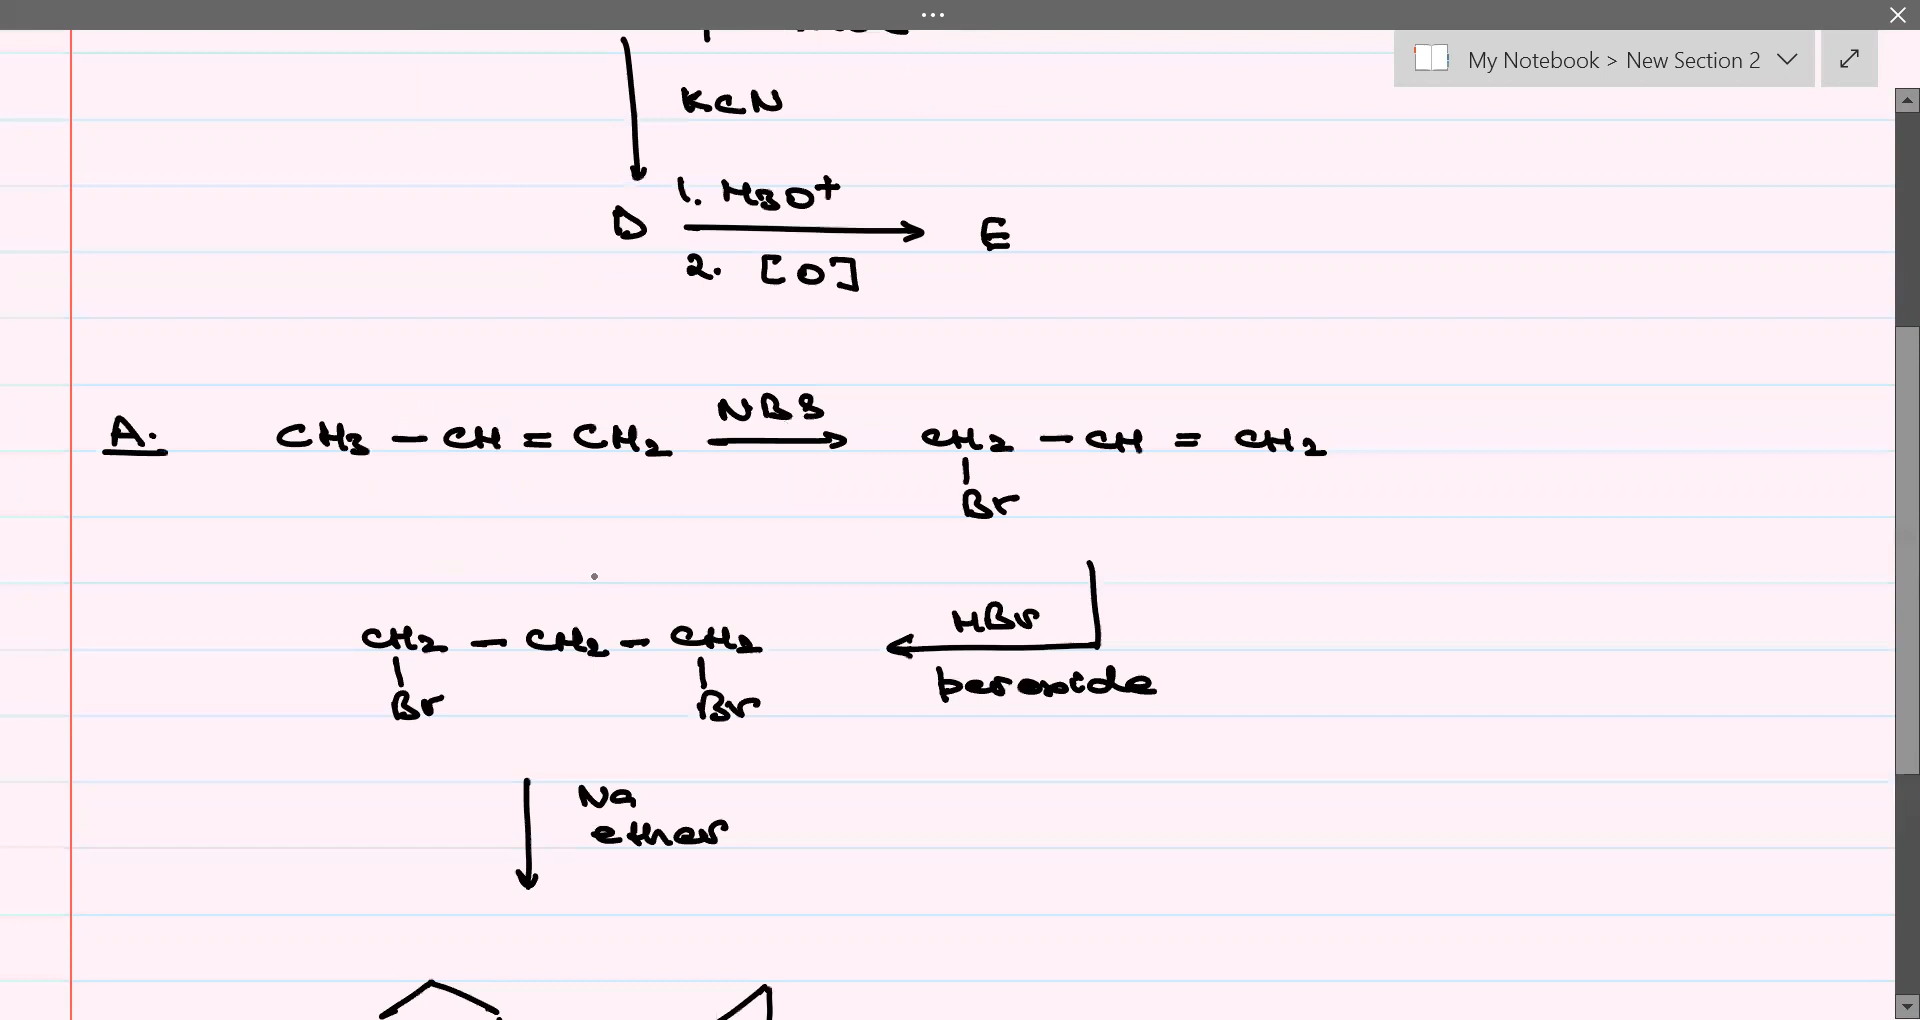 My Notebook > New Section 2
KCN
1. H3O+
D → E
2. [O]
A. CH3 — CH = CH2 NBS → CH2 — CH = CH2
Br
HBr
CH2 — CH2 — CH2 ←
peroxide
Br Br
Na
ether